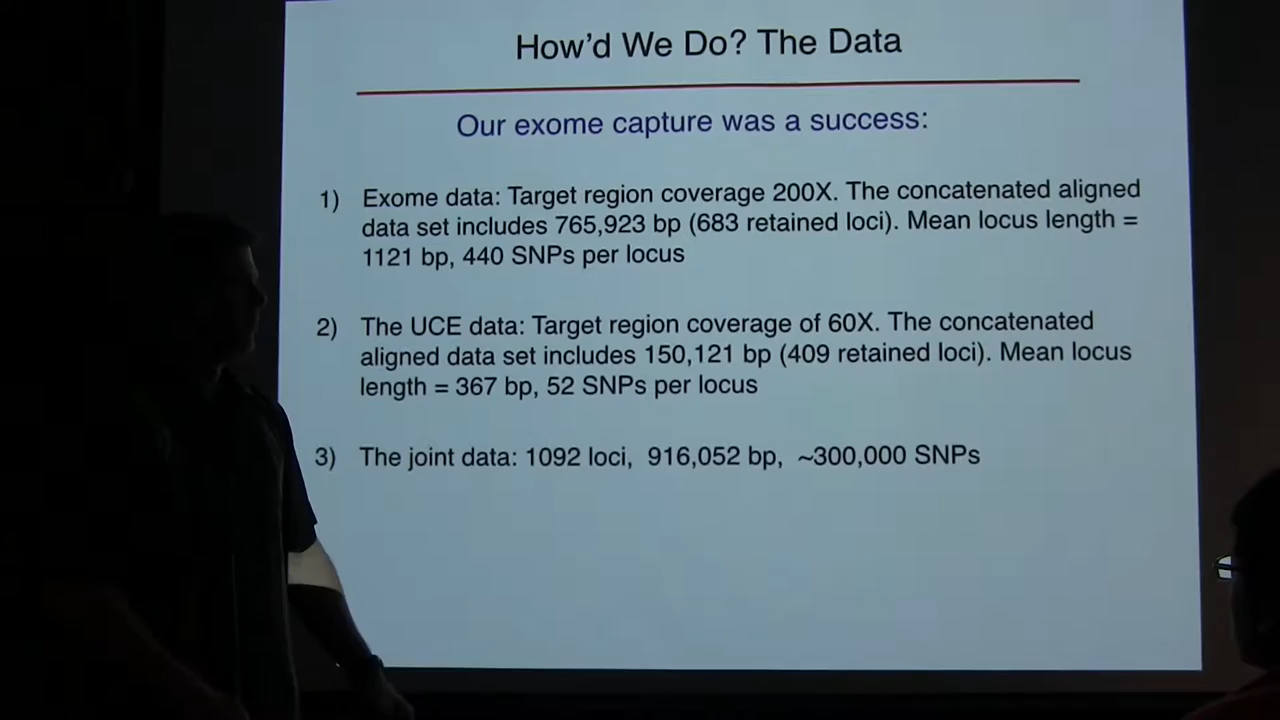 How'd We Do? The Data
Our exome capture was a success:
1) Exome data: Target region coverage 200X. The concatenated aligned
data set includes 765,923 bp (683 retained loci). Mean locus length =
1121 bp, 440 SNPs per locus
2) The UCE data: Target region coverage of 60X. The concatenated
aligned data set includes 150,121 bp (409 retained loci). Mean locus
length = 367 bp, 52 SNPs per locus
3) The joint data: 1092 loci, 916,052 bp, ~300,000 SNPs